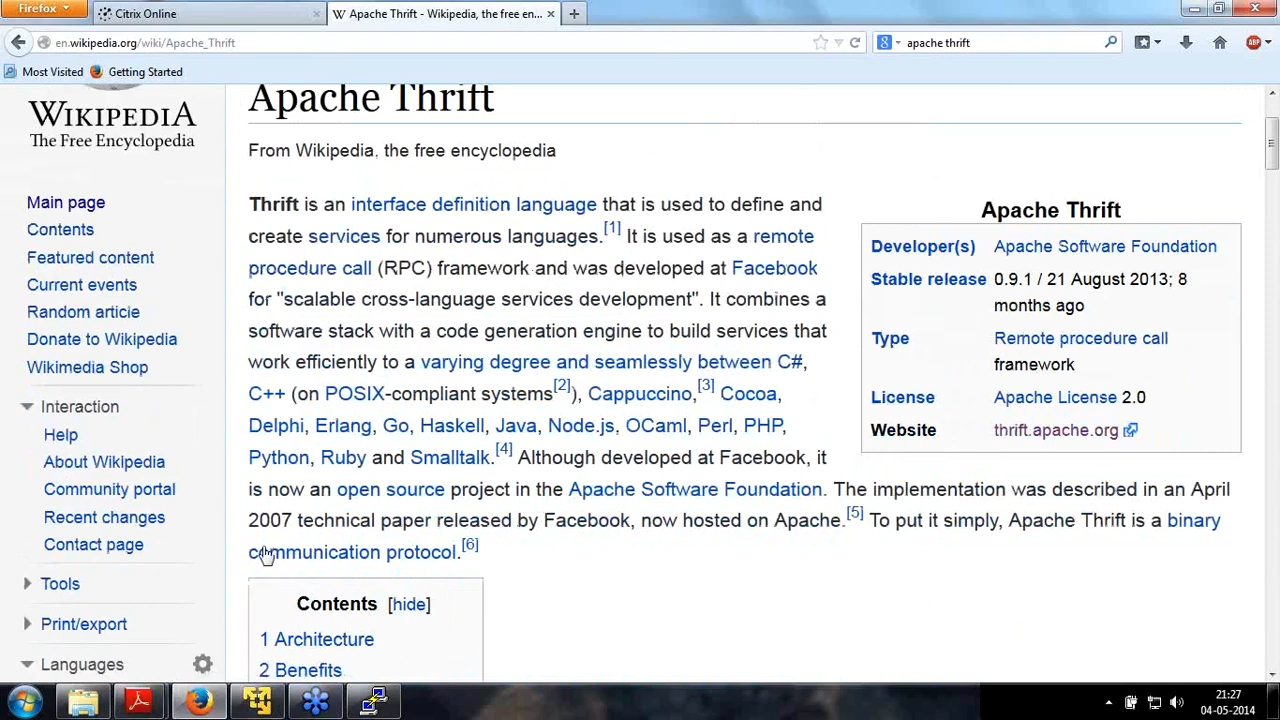 Firefox
Citrix Online
Apache Thrift - Wikipedia, the free en...
en.wikipedia.org/wiki/Apache_Thrift
apache thrift
ABP
Most Visited
Getting Started
WIKIPEDIA
The Free Encyclopedia
Main page
Contents
Featured content
Current events
Random article
Donate to Wikipedia
Wikimedia Shop
Interaction
Help
About Wikipedia
Community portal
Recent changes
Contact page
Tools
Print/export
Languages
Apache Thrift
From Wikipedia, the free encyclopedia
Thrift is an interface definition language that is used to define and
create services for numerous languages.[1] It is used as a remote
procedure call (RPC) framework and was developed at Facebook
for "scalable cross-language services development". It combines a
software stack with a code generation engine to build services that
work efficiently to a varying degree and seamlessly between C#,
C++ (on POSIX-compliant systems[2]), Cappuccino,[3] Cocoa,
Delphi, Erlang, Go, Haskell, Java, Node.js, OCaml, Perl, PHP,
Python, Ruby and Smalltalk.[4] Although developed at Facebook, it
is now an open source project in the Apache Software Foundation. The implementation was described in an April
2007 technical paper released by Facebook, now hosted on Apache.[5] To put it simply, Apache Thrift is a binary
communication protocol.[6]
Apache Thrift
Developer(s) Apache Software Foundation
Stable release 0.9.1 / 21 August 2013; 8
months ago
Type Remote procedure call
framework
License Apache License 2.0
Website thrift.apache.org
Contents [hide]
1 Architecture
2 Benefits
21:27
04-05-2014